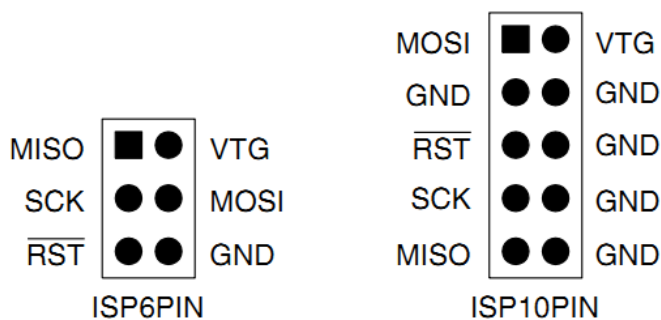 MISO VTG
SCK MOSI
RST GND
ISP6PIN
MOSI VTG
GND GND
RST GND
SCK GND
MISO GND
ISP10PIN